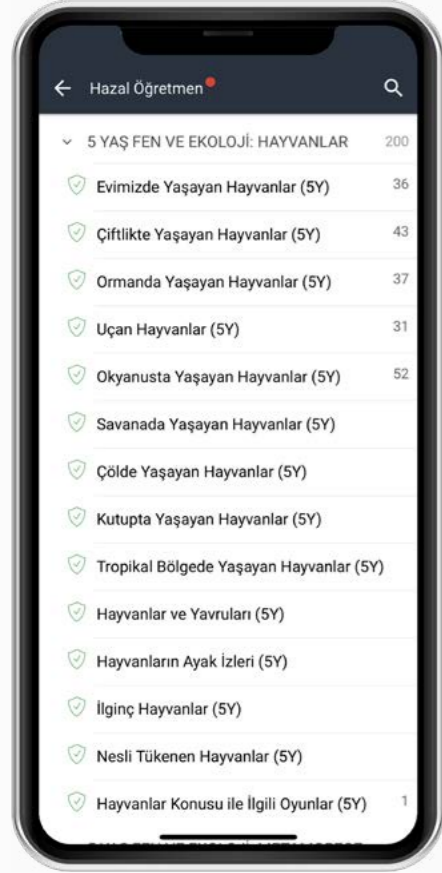 Hazal Öğretmen
5 YAŞ FEN VE EKOLOJİ: HAYVANLAR 200
Evimizde Yaşayan Hayvanlar (5Y) 36
Çiftlikte Yaşayan Hayvanlar (5Y) 43
Ormanda Yaşayan Hayvanlar (5Y) 37
Uçan Hayvanlar (5Y) 31
Okyanusta Yaşayan Hayvanlar (5Y) 52
Savanada Yaşayan Hayvanlar (5Y)
Çölde Yaşayan Hayvanlar (5Y)
Kutupta Yaşayan Hayvanlar (5Y)
Tropikal Bölgede Yaşayan Hayvanlar (5Y)
Hayvanlar ve Yavruları (5Y)
Hayvanların Ayak İzleri (5Y)
İlginç Hayvanlar (5Y)
Nesli Tükenen Hayvanlar (5Y)
Hayvanlar Konusu ile İlgili Oyunlar (5Y) 1